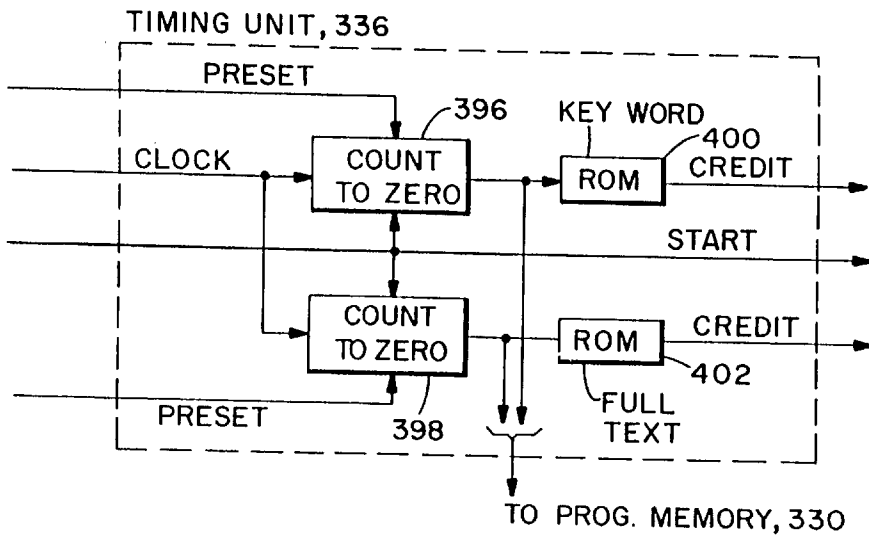 TIMING UNIT, 336
PRESET
396
KEY WORD
400
CLOCK
COUNT
TO ZERO
ROM
CREDIT
START
COUNT
TO ZERO
ROM
CREDIT
402
PRESET
398
FULL
TEXT
TO PROG. MEMORY, 330